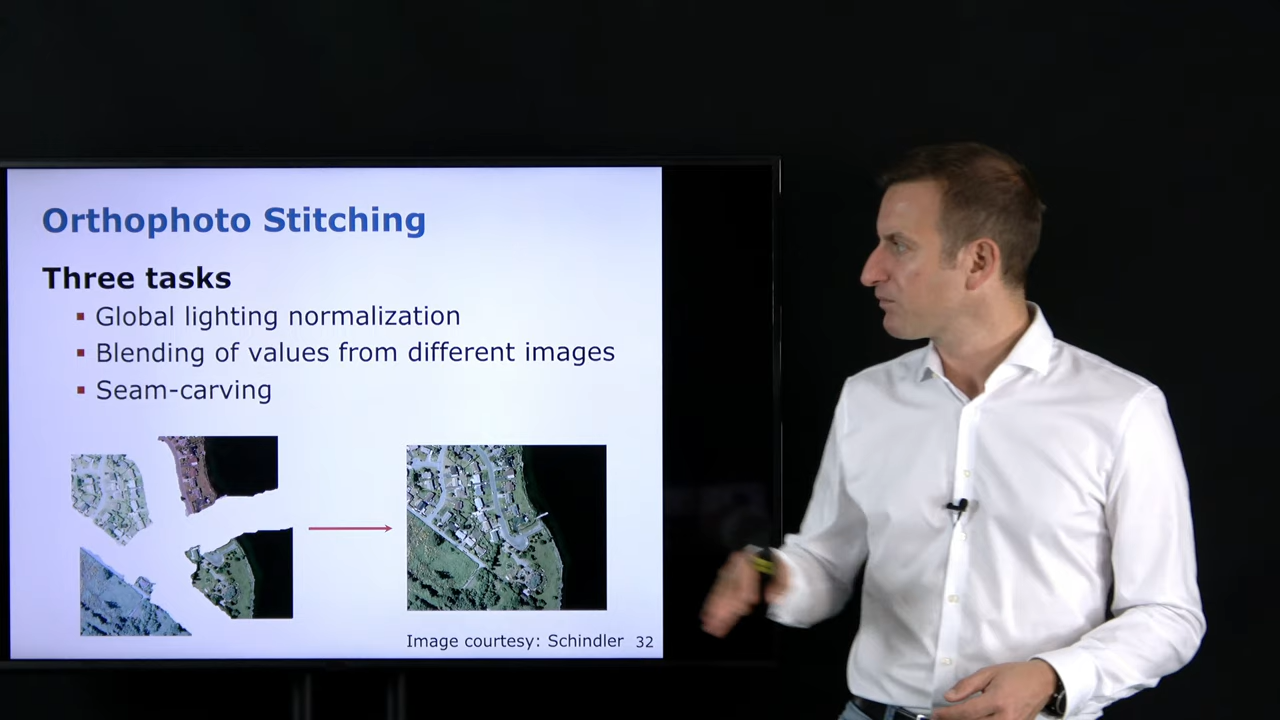 Orthophoto Stitching
Three tasks
▪ Global lighting normalization
▪ Blending of values from different images
▪ Seam-carving
Image courtesy: Schindler 32